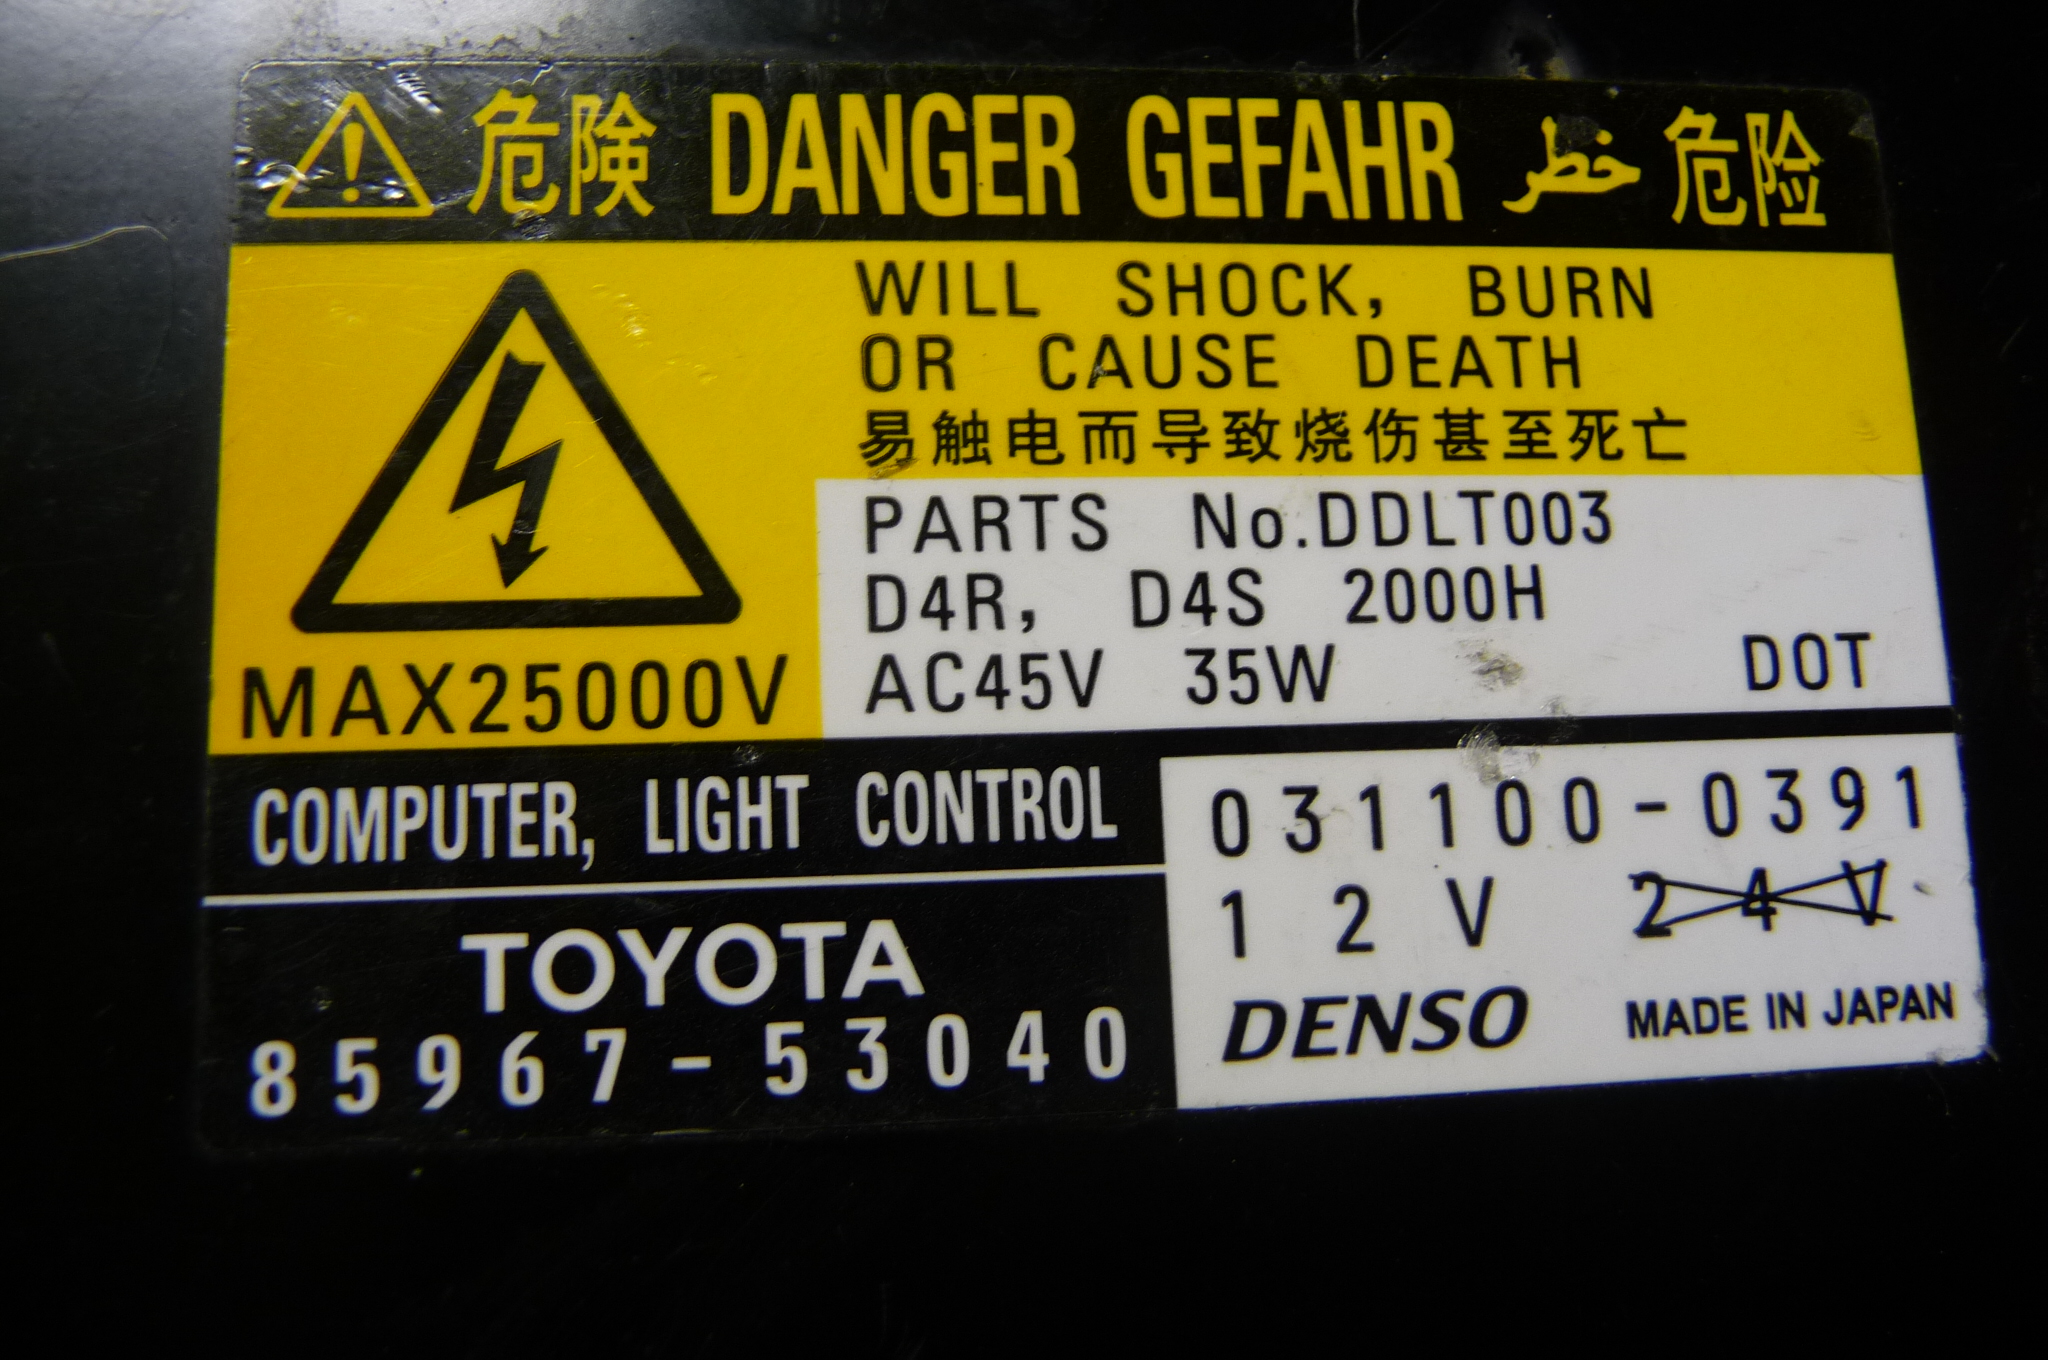 危険 DANGER GEFAHR خطر 危险
WILL SHOCK, BURN
OR CAUSE DEATH
易触电而导致烧伤甚至死亡
MAX25000V
PARTS No.DDLT003
D4R, D4S 2000H
AC45V 35W DOT
COMPUTER, LIGHT CONTROL
TOYOTA
85967-53040
031100-0391
12V 24V
DENSO MADE IN JAPAN